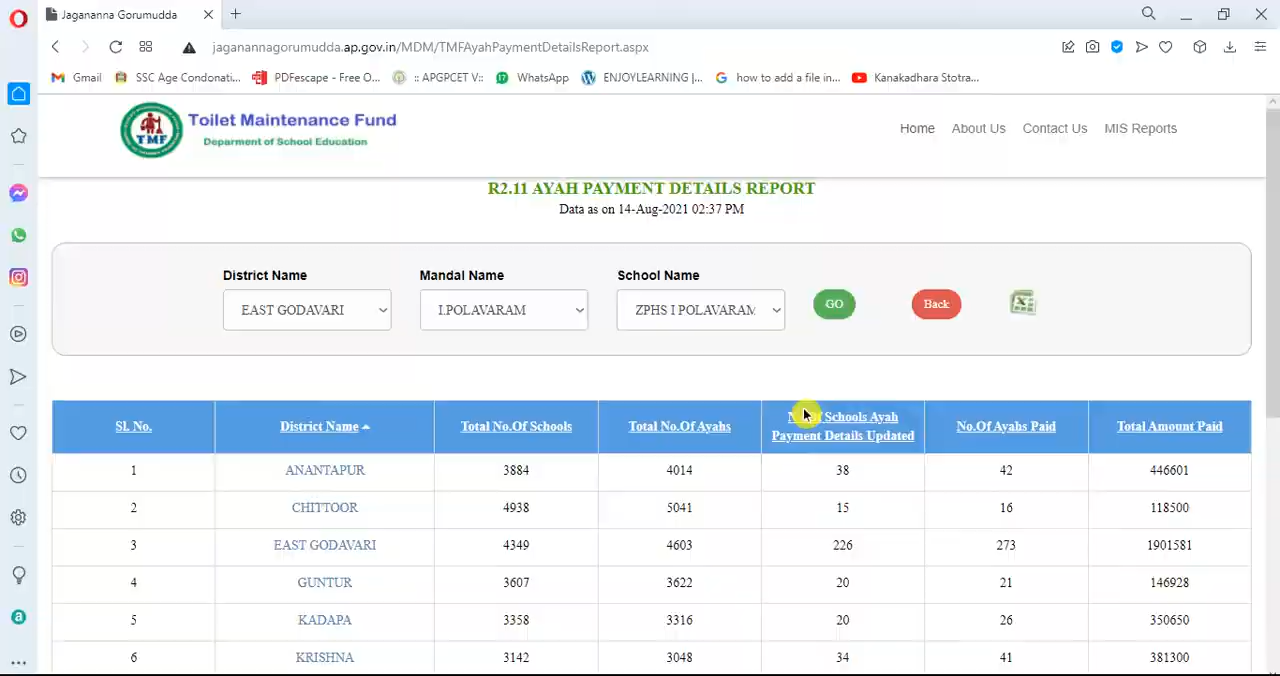 Jagananna Gorumudda
jaganannagorumudda.ap.gov.in/MDM/TMFAyahPaymentDetailsReport.aspx
Gmail SSC Age Condonati... PDFescape - Free O... :: APGPCET V:: WhatsApp ENJOYLEARNING |... how to add a file in... Kanakadhara Stotra...
TMF
Toilet Maintenance Fund
Deparment of School Education
Home About Us Contact Us MIS Reports
R2.11 AYAH PAYMENT DETAILS REPORT
Data as on 14-Aug-2021 02:37 PM
District Name Mandal Name School Name
EAST GODAVARI I.POLAVARAM ZPHS I POLAVARAM GO Back
Sl. No. District Name Total No.Of Schools Total No.Of Ayahs Schools Ayah Payment Details Updated No.Of Ayahs Paid Total Amount Paid
1 ANANTAPUR 3884 4014 38 42 446601
2 CHITTOOR 4938 5041 15 16 118500
3 EAST GODAVARI 4349 4603 226 273 1901581
4 GUNTUR 3607 3622 20 21 146928
5 KADAPA 3358 3316 20 26 350650
6 KRISHNA 3142 3048 34 41 381300